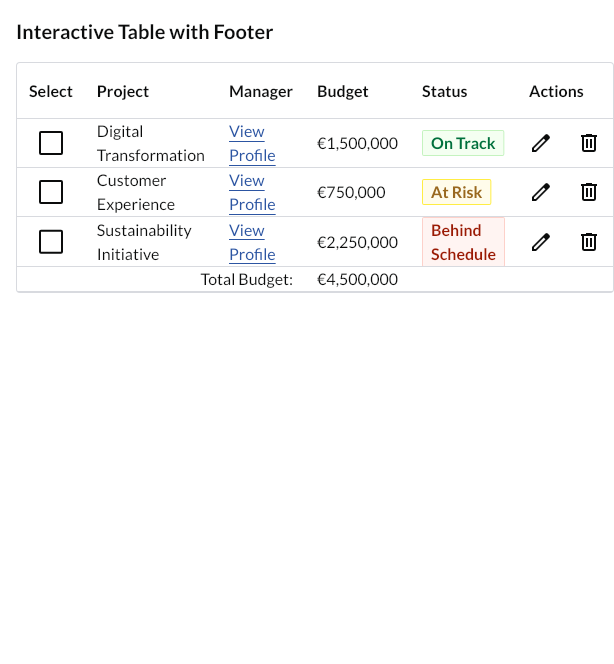 Interactive Table with Footer
Select Project Manager Budget Status Actions
Digital Transformation View Profile €1,500,000 On Track
Customer Experience View Profile €750,000 At Risk
Sustainability Initiative View Profile €2,250,000 Behind Schedule
Total Budget: €4,500,000